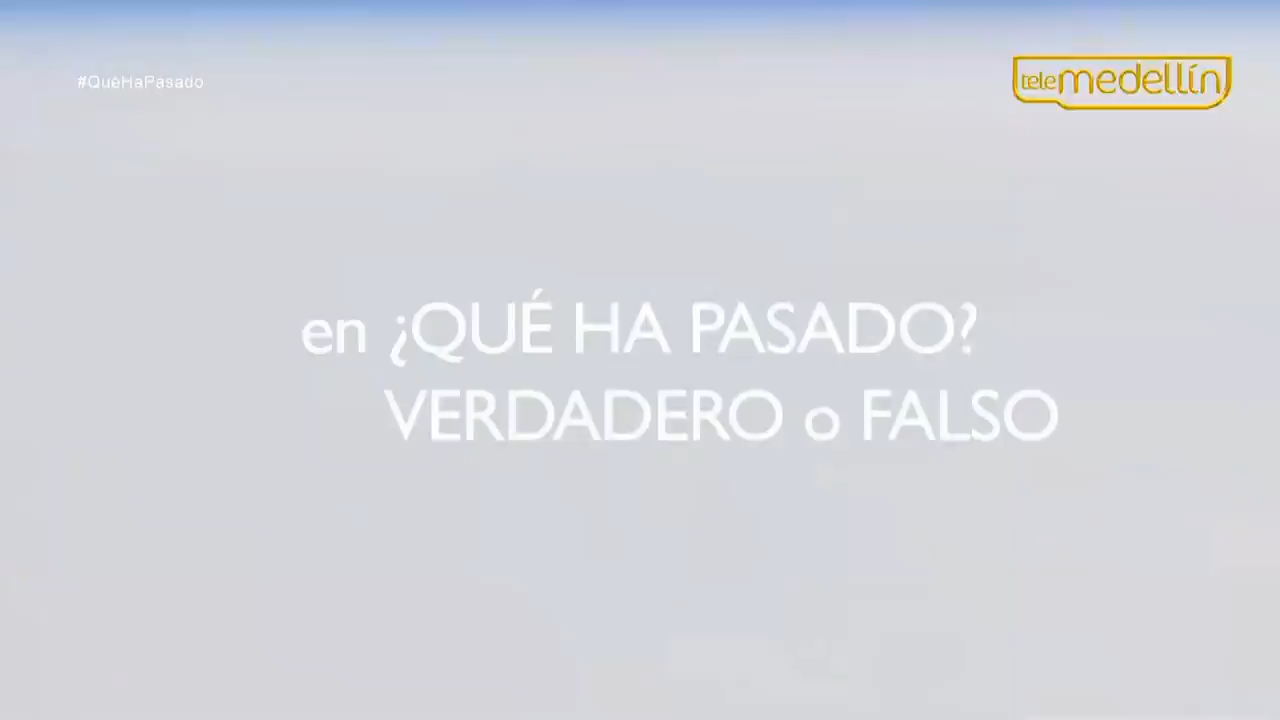 #QuéHaPasado
telemedellín
en ¿QUÉ HA PASADO?
VERDADERO o FALSO